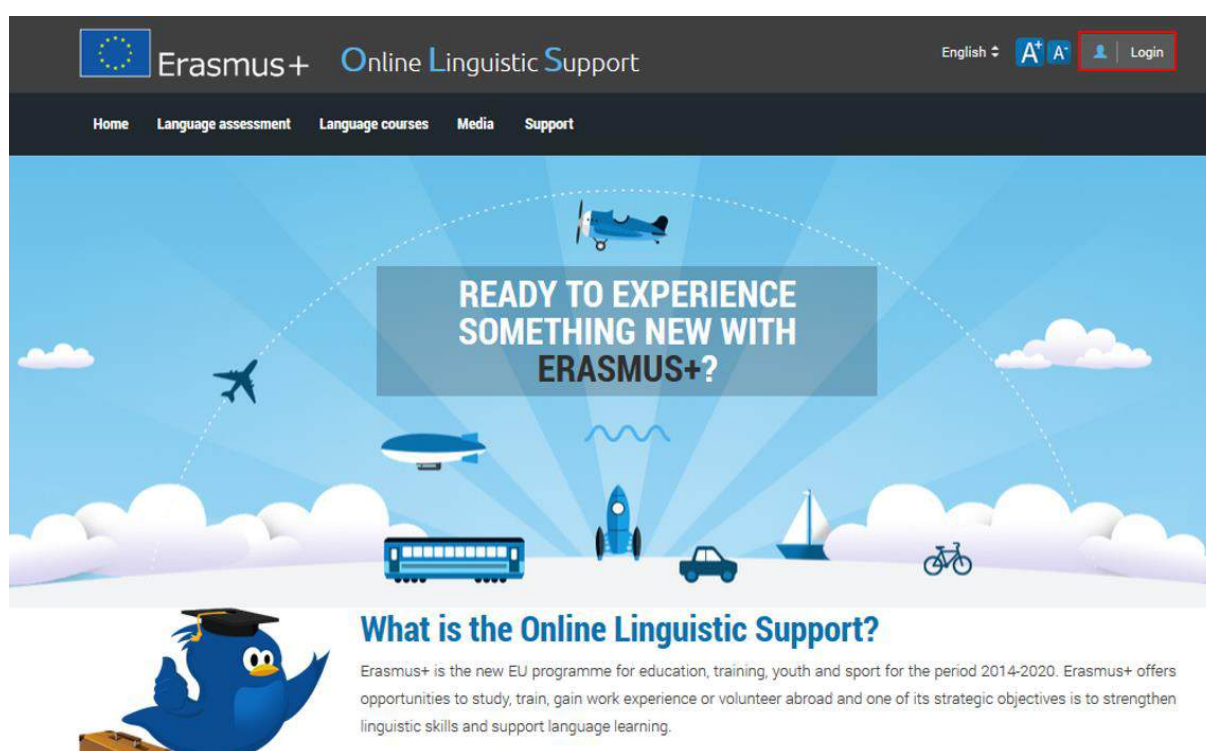 Erasmus+ Online Linguistic Support
English A+ A- Login
Home Language assessment Language courses Media Support
READY TO EXPERIENCE
SOMETHING NEW WITH
ERASMUS+?
What is the Online Linguistic Support?
Erasmus+ is the new EU programme for education, training, youth and sport for the period 2014-2020. Erasmus+ offers
opportunities to study, train, gain work experience or volunteer abroad and one of its strategic objectives is to strengthen
linguistic skills and support language learning.